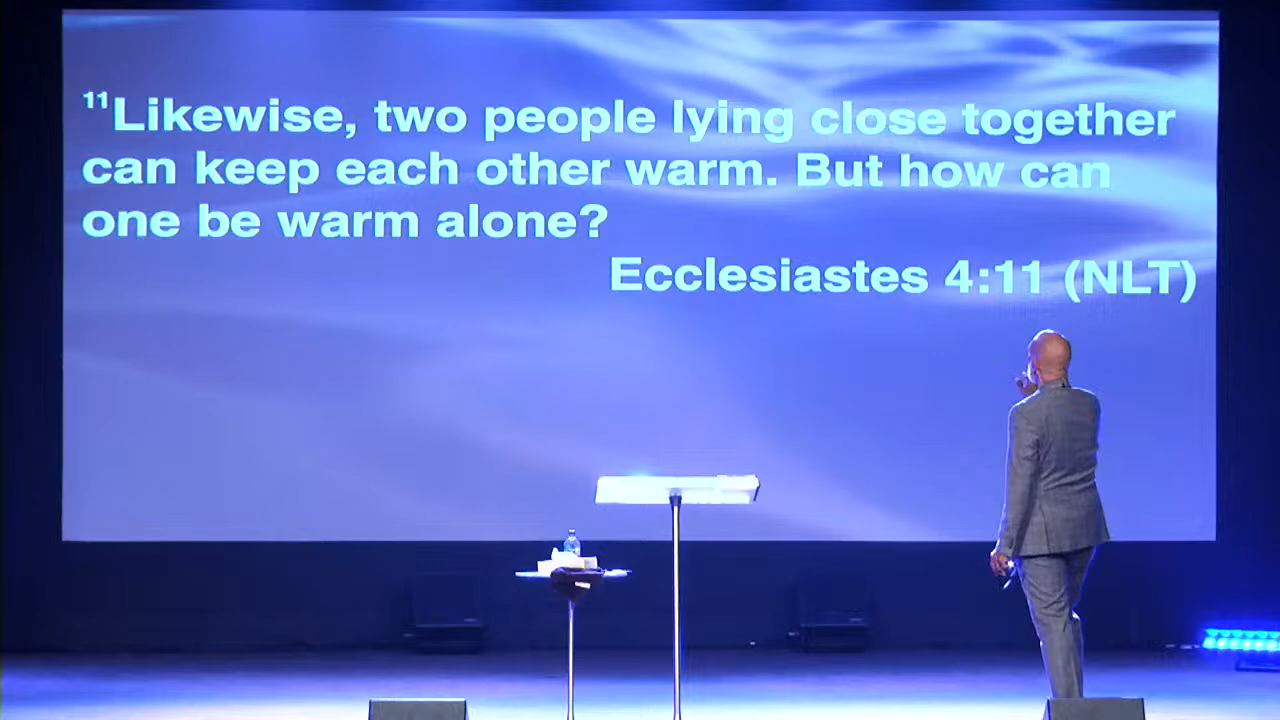 ¹¹Likewise, two people lying close together
can keep each other warm. But how can
one be warm alone?
Ecclesiastes 4:11 (NLT)